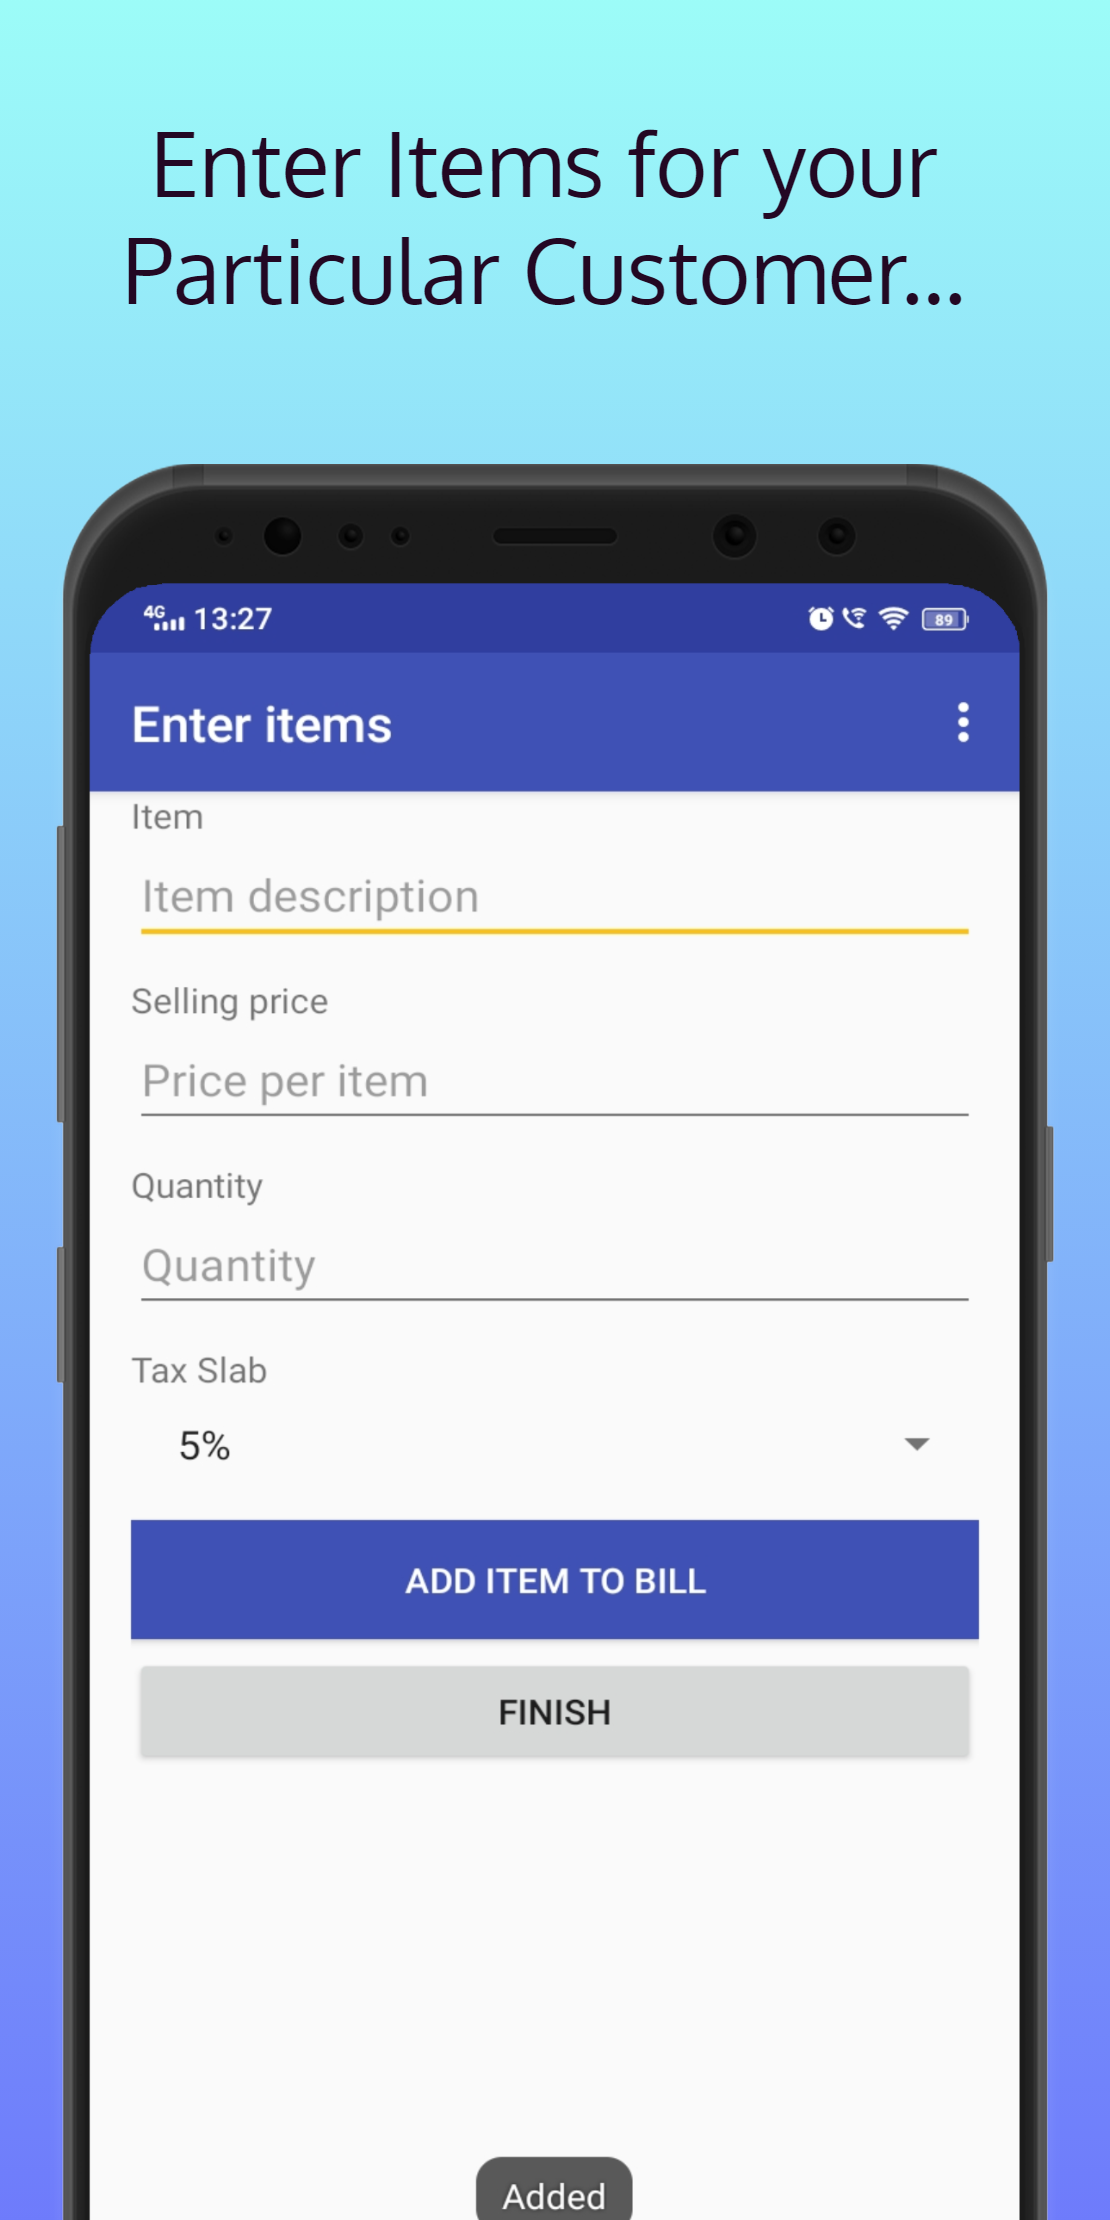 Enter Items for your
Particular Customer...
4G 13:27 89
Enter items
Item
Item description
Selling price
Price per item
Quantity
Quantity
Tax Slab
5%
ADD ITEM TO BILL
FINISH
Added